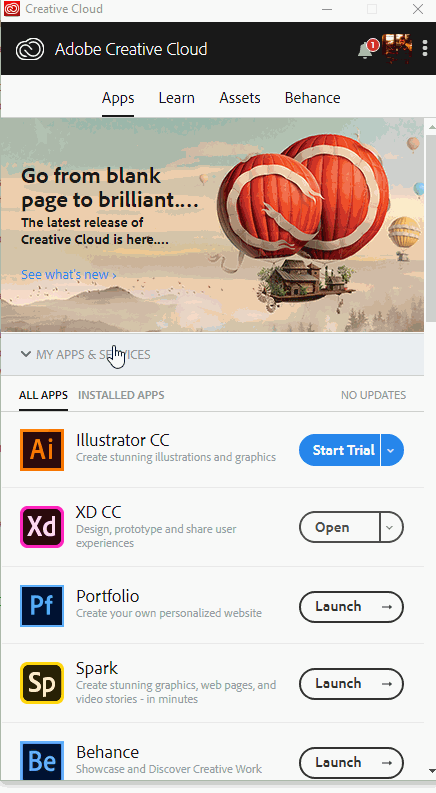 Creative Cloud
Adobe Creative Cloud
1
Apps Learn Assets Behance
Go from blank
page to brilliant....
The latest release of
Creative Cloud is here....
See what's new ›
MY APPS & SERVICES
ALL APPS INSTALLED APPS NO UPDATES
Ai Illustrator CC Start Trial
Create stunning illustrations and graphics
Xd XD CC Open
Design, prototype and share user
experiences
Pf Portfolio Launch →
Create your own personalized website
Sp Spark Launch →
Create stunning graphics, web pages, and
video stories - in minutes
Be Behance Launch →
Showcase and Discover Creative Work